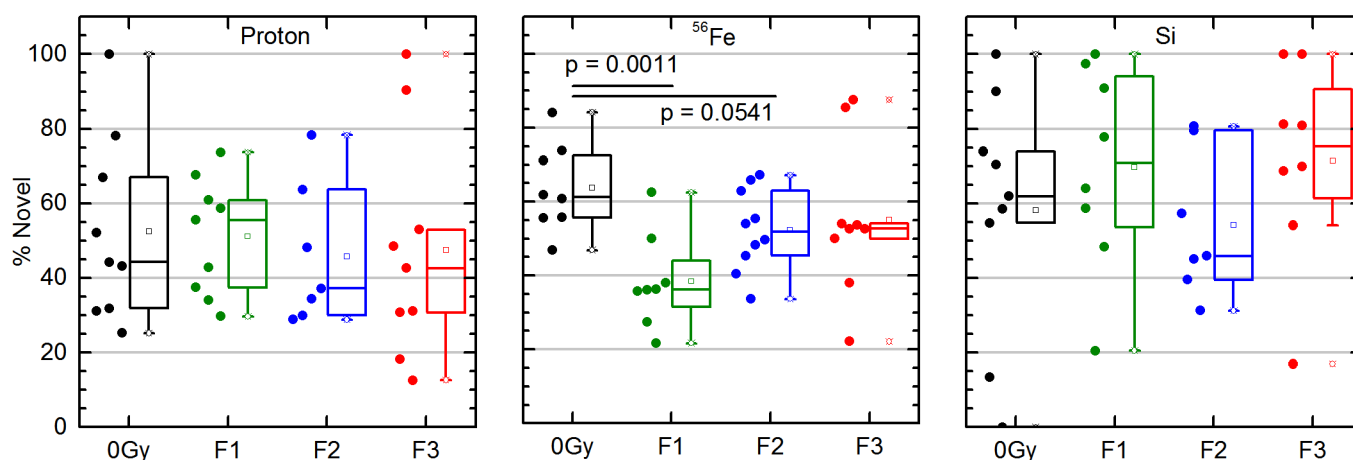 Proton
⁵⁶Fe
Si
% Novel
100
80
60
40
20
0
p = 0.0011
p = 0.0541
0Gy F1 F2 F3
0Gy F1 F2 F3
0Gy F1 F2 F3